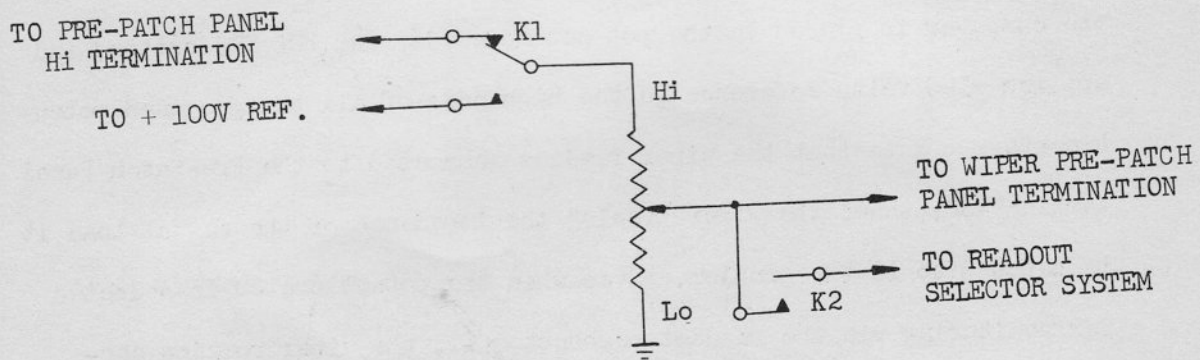 TO PRE-PATCH PANEL
Hi TERMINATION
K1
TO + 100V REF.
Hi
TO WIPER PRE-PATCH
PANEL TERMINATION
TO READOUT
SELECTOR SYSTEM
Lo
K2